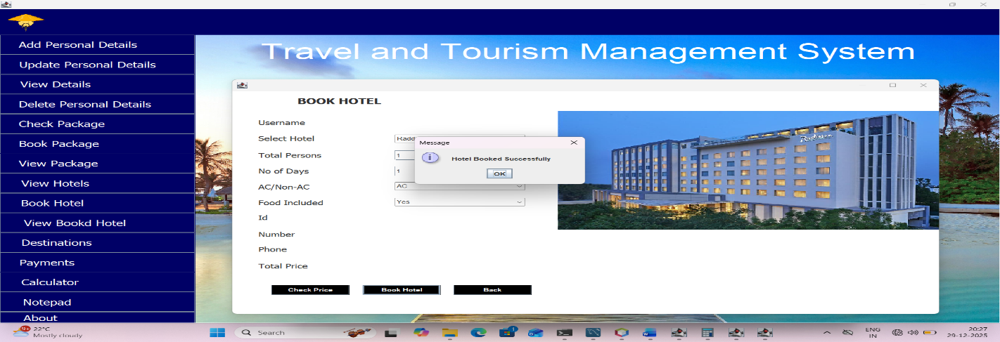 Travel and Tourism Management System
Add Personal Details
Update Personal Details
View Details
Delete Personal Details
Check Package
Book Package
View Package
View Hotels
Book Hotel
View Bookd Hotel
Destinations
Payments
Calculator
Notepad
About
BOOK HOTEL
Username
Select Hotel
Total Persons 1
No of Days 1
AC/Non-AC AC
Food Included Yes
Id
Number
Phone
Total Price
Check Price Book Hotel Back
Message
Hotel Booked Successfully
OK
Radisson
9+
22°C
Mostly cloudy
Search
1
ENG
IN
20:27
29-12-2025